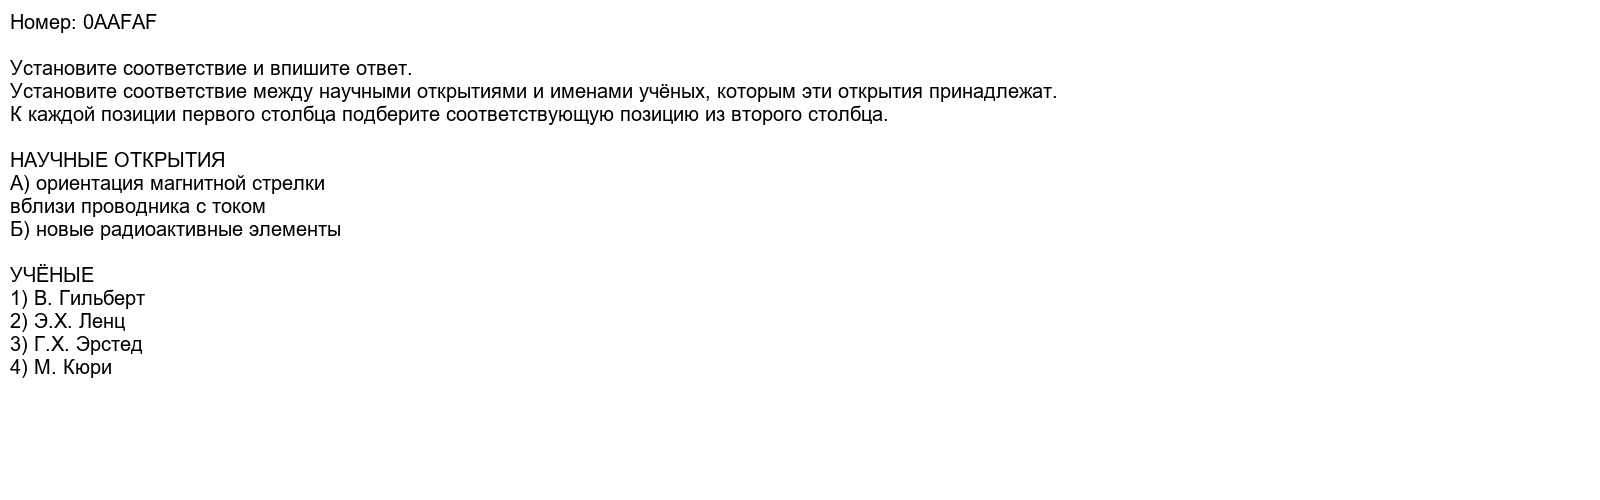 Номер: 0AAFAF
Установите соответствие и впишите ответ.
Установите соответствие между научными открытиями и именами учёных, которым эти открытия принадлежат.
К каждой позиции первого столбца подберите соответствующую позицию из второго столбца.
НАУЧНЫЕ ОТКРЫТИЯ
А) ориентация магнитной стрелки
вблизи проводника с током
Б) новые радиоактивные элементы
УЧЁНЫЕ
1) В. Гильберт
2) Э.Х. Ленц
3) Г.Х. Эрстед
4) М. Кюри